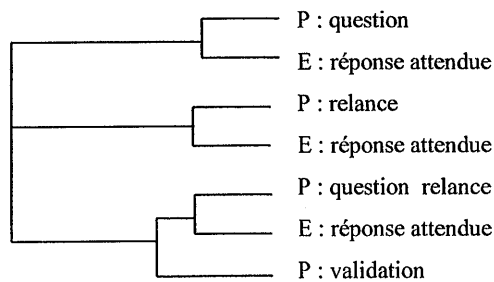 P : question
E : réponse attendue
P : relance
E : réponse attendue
P : question relance
E : réponse attendue
P : validation